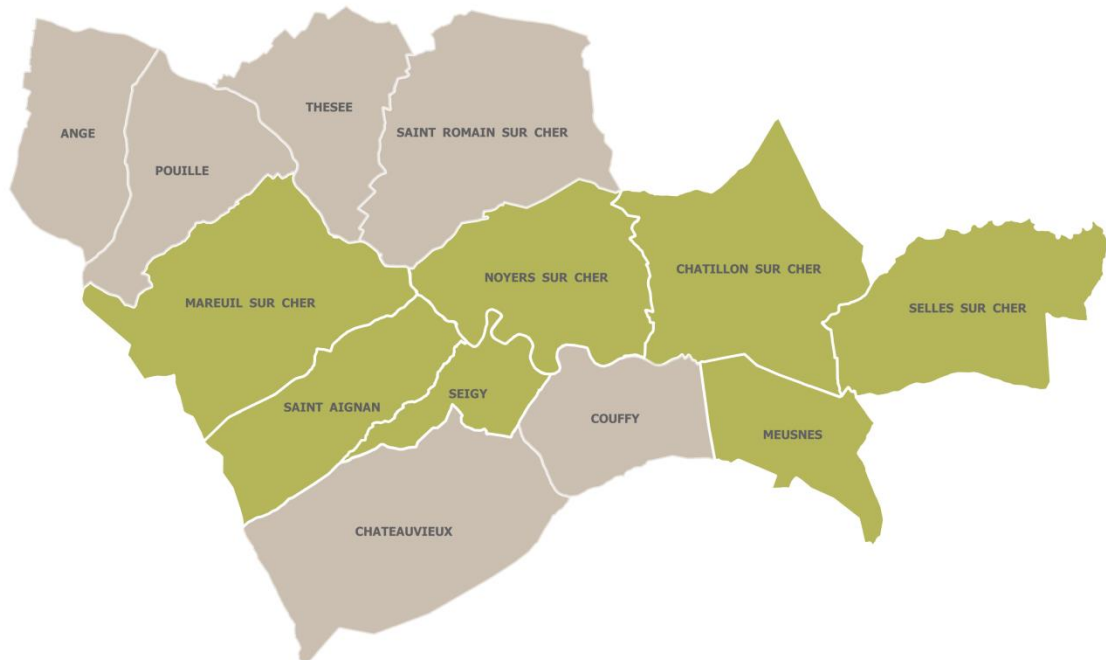 THESEE
ANGE
SAINT ROMAIN SUR CHER
POUILLE
CHATILLON SUR CHER
NOYERS SUR CHER
MAREUIL SUR CHER
SELLES SUR CHER
SEIGY
SAINT AIGNAN
COUFFY
MEUSNES
CHATEAUVIEUX